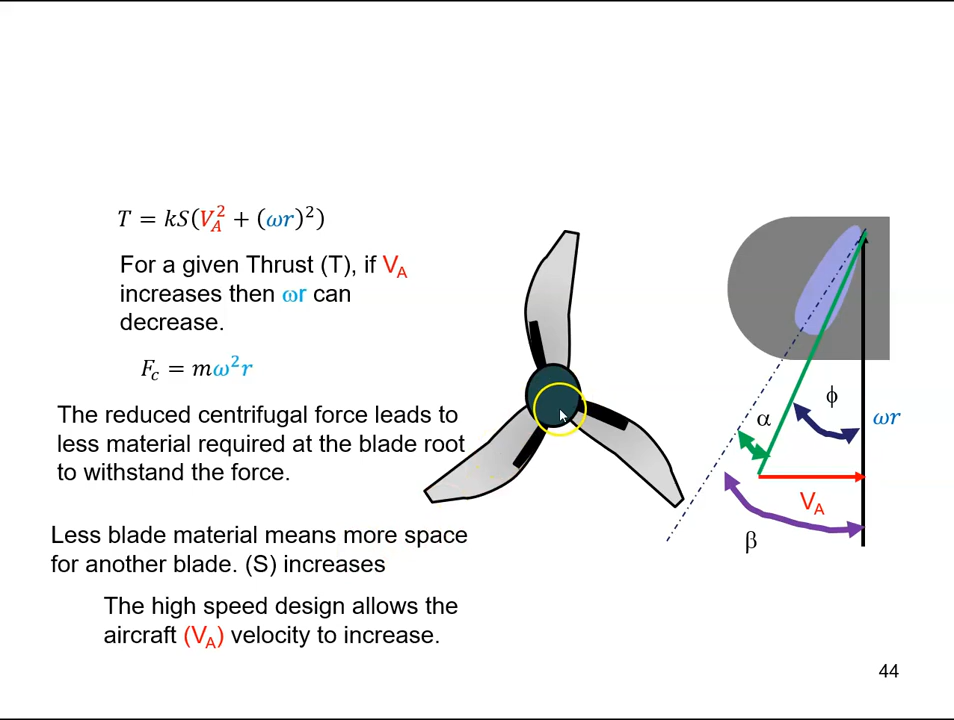 T = kS(V_A^2 + (ωr)^2)
For a given Thrust (T), if V_A
increases then ωr can
decrease.
F_c = mω^2r
The reduced centrifugal force leads to
less material required at the blade root
to withstand the force.
Less blade material means more space
for another blade. (S) increases
The high speed design allows the
aircraft (V_A) velocity to increase.
ϕ
α
ωr
V_A
β
44